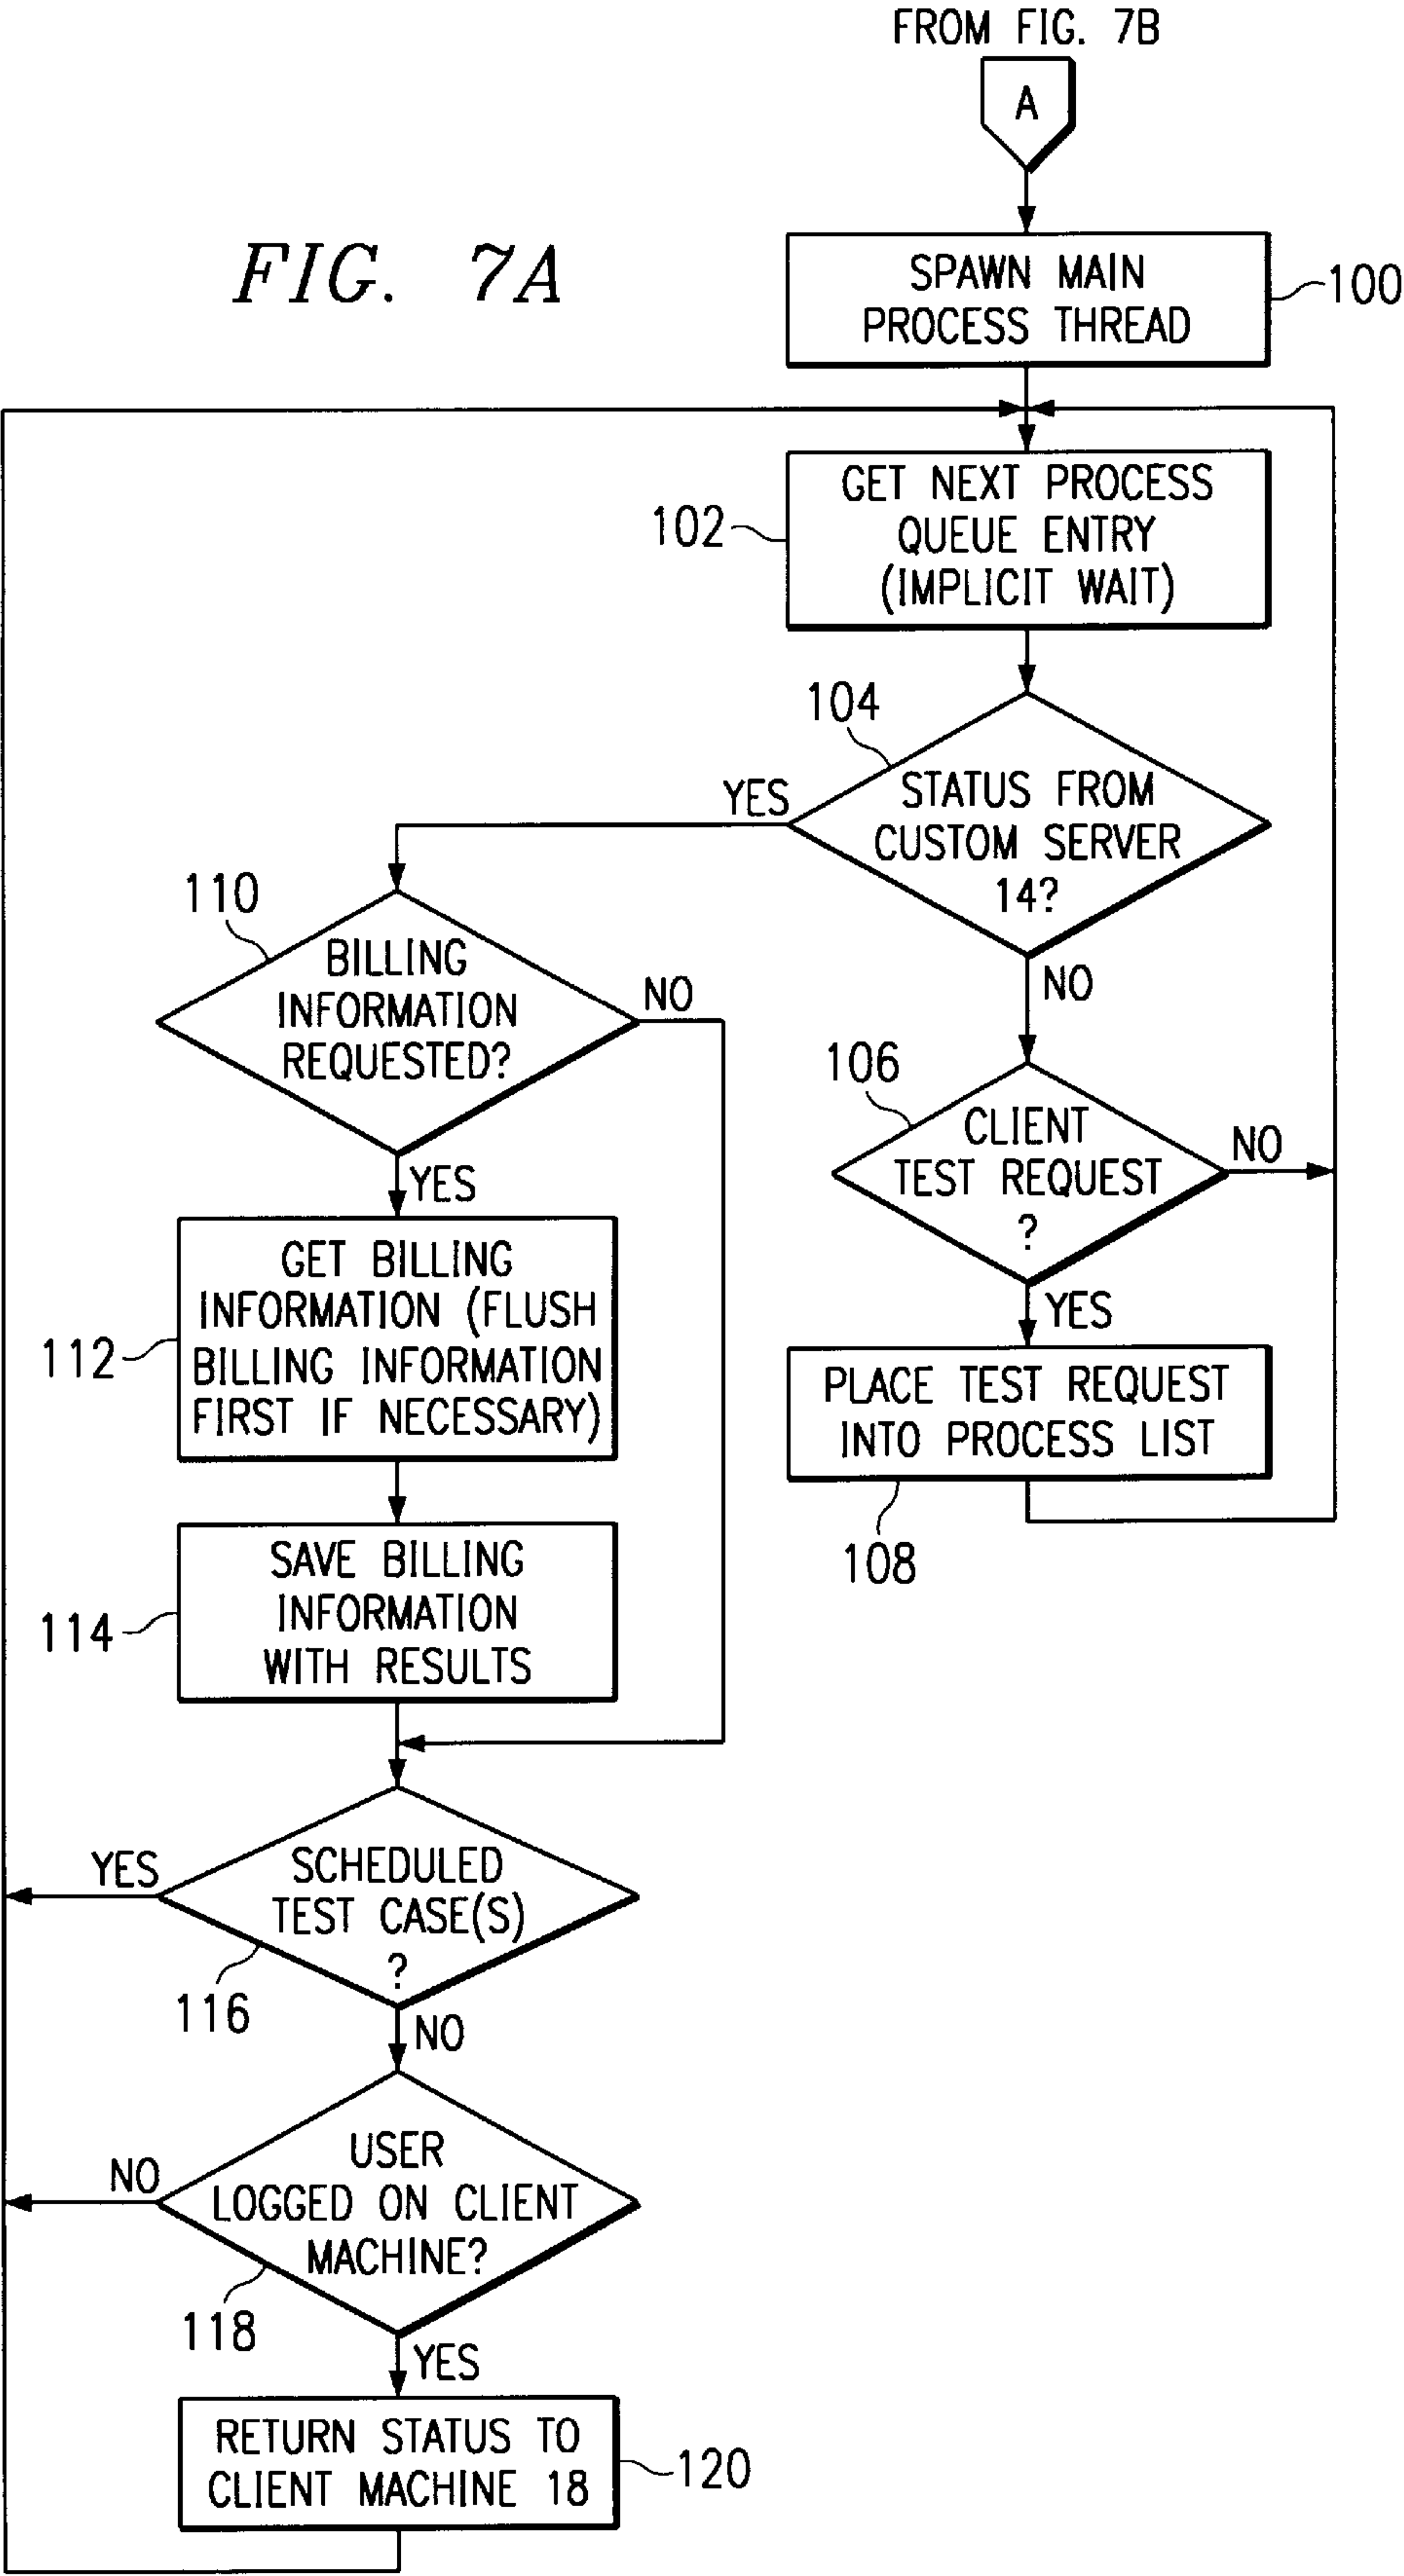 FROM FIG. 7B
A
FIG. 7A
SPAWN MAIN
PROCESS THREAD
100
GET NEXT PROCESS
QUEUE ENTRY
(IMPLICIT WAIT)
102
104
STATUS FROM
CUSTOM SERVER
14?
YES
NO
110
BILLING
INFORMATION
REQUESTED?
NO
YES
106
CLIENT
TEST REQUEST
?
NO
YES
GET BILLING
INFORMATION (FLUSH
BILLING INFORMATION
FIRST IF NECESSARY)
112
PLACE TEST REQUEST
INTO PROCESS LIST
108
SAVE BILLING
INFORMATION
WITH RESULTS
114
YES
SCHEDULED
TEST CASE(S)
?
116
NO
USER
LOGGED ON CLIENT
MACHINE?
NO
118
YES
RETURN STATUS TO
CLIENT MACHINE 18
120